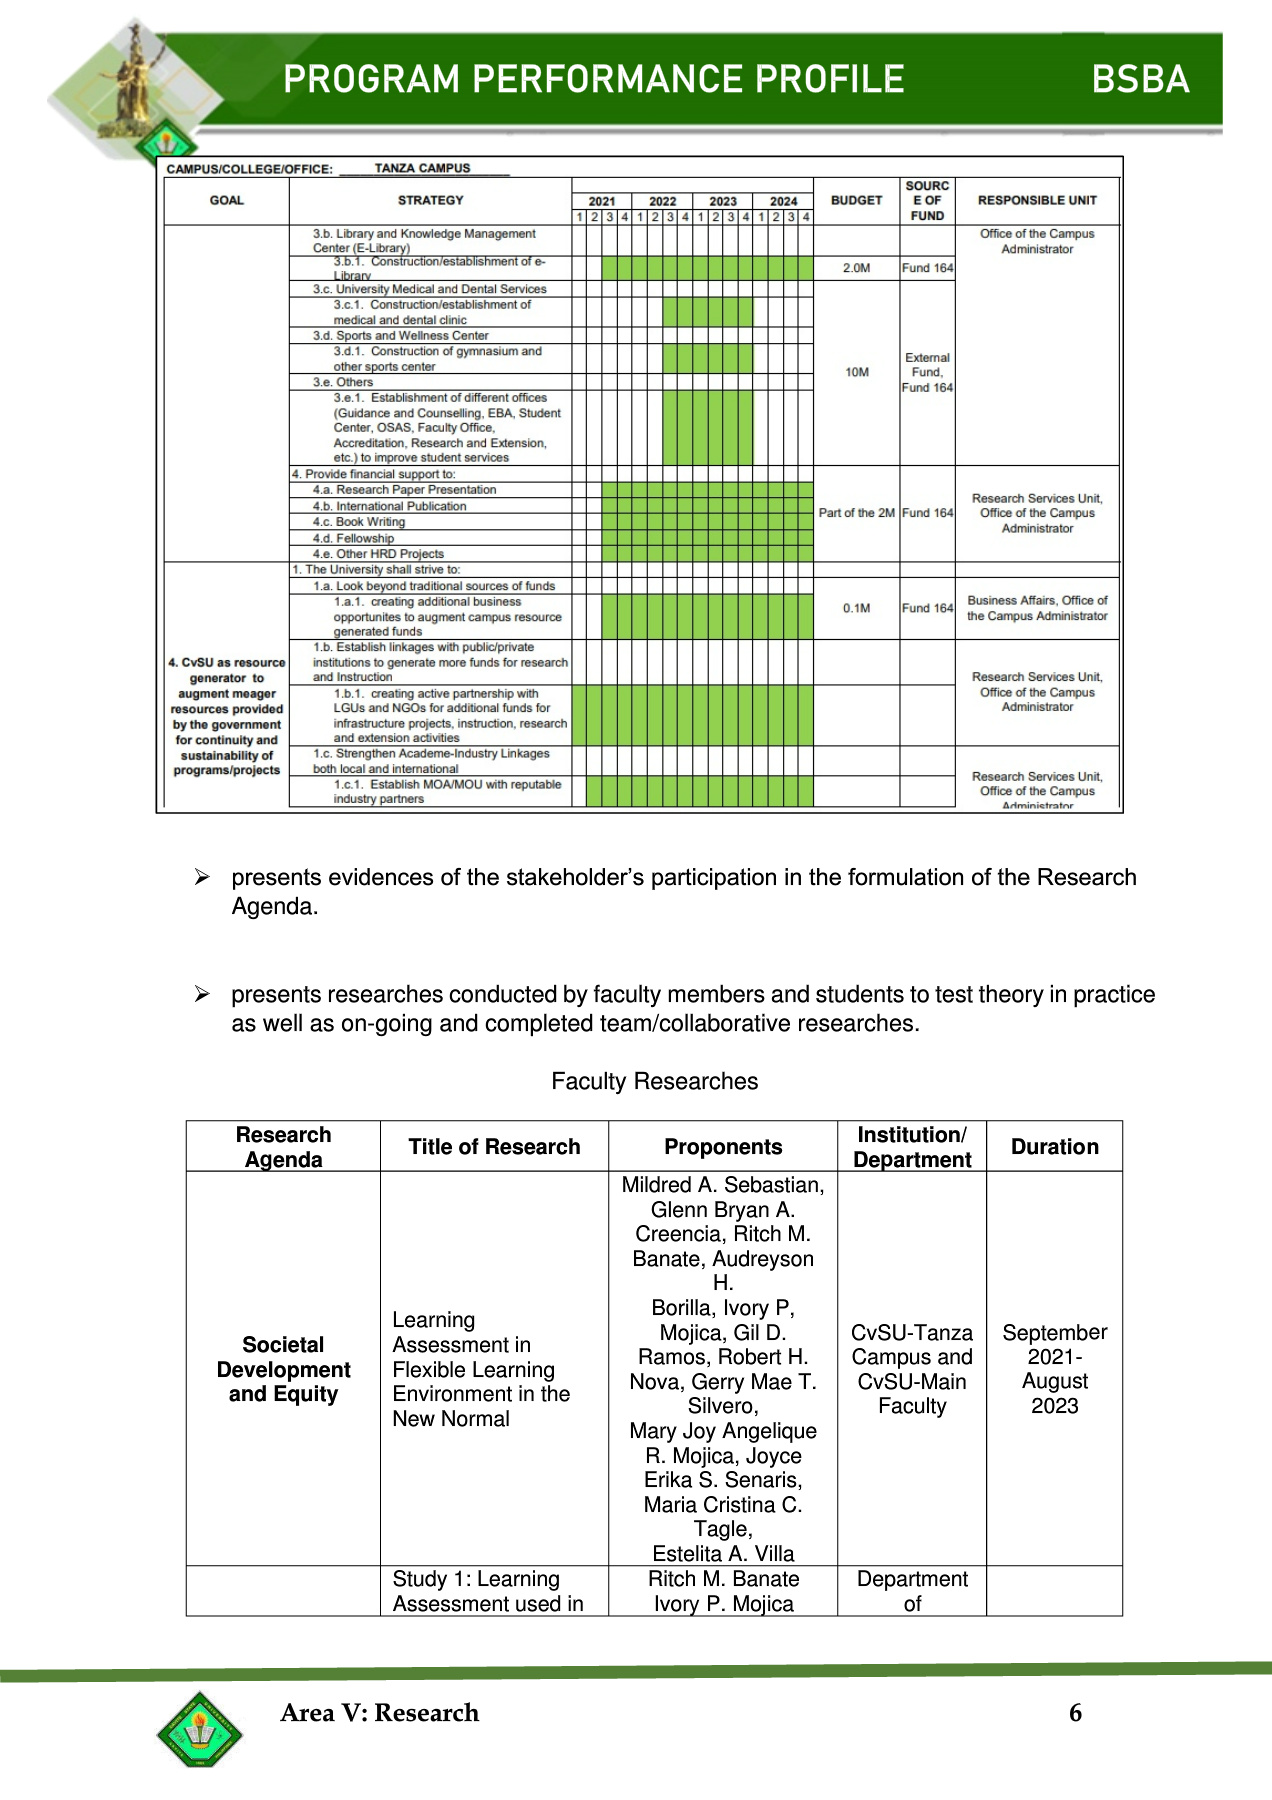 PROGRAM PERFORMANCE PROFILE BSBA
CAMPUS/COLLEGE/OFFICE: TANZA CAMPUS
GOAL STRATEGY 2021 2022 2023 2024 BUDGET SOURC E OF FUND RESPONSIBLE UNIT
1 2 3 4 1 2 3 4 1 2 3 4 1 2 3 4
3.b. Library and Knowledge Management
Center (E-Library)
Office of the Campus
Administrator
3.b.1. Construction/establishment of e-
Library
2.0M Fund 164
3.c. University Medical and Dental Services
3.c.1. Construction/establishment of
medical and dental clinic
3.d. Sports and Wellness Center
3.d.1. Construction of gymnasium and
other sports center
3.e. Others
3.e.1. Establishment of different offices
(Guidance and Counselling, EBA, Student
Center, OSAS, Faculty Office,
Accreditation, Research and Extension,
etc.) to improve student services
10M
External
Fund,
Fund 164
4. Provide financial support to:
4.a. Research Paper Presentation
4.b. International Publication
4.c. Book Writing
4.d. Fellowship
4.e. Other HRD Projects
Part of the 2M Fund 164
Research Services Unit,
Office of the Campus
Administrator
4. CvSU as resource
generator to
augment meager
resources provided
by the government
for continuity and
sustainability of
programs/projects
1. The University shall strive to:
1.a. Look beyond traditional sources of funds
1.a.1. creating additional business
opportunites to augment campus resource
generated funds
0.1M Fund 164
Business Affairs, Office of
the Campus Administrator
1.b. Establish linkages with public/private
institutions to generate more funds for research
and Instruction
1.b.1. creating active partnership with
LGUs and NGOs for additional funds for
infrastructure projects, instruction, research
and extension activities
Research Services Unit,
Office of the Campus
Administrator
1.c. Strengthen Academe-Industry Linkages
both local and international
1.c.1. Establish MOA/MOU with reputable
industry partners
Research Services Unit,
Office of the Campus
Administrator
➢ presents evidences of the stakeholder’s participation in the formulation of the Research
Agenda.
➢ presents researches conducted by faculty members and students to test theory in practice
as well as on-going and completed team/collaborative researches.
Faculty Researches
Research
Agenda
Title of Research
Proponents
Institution/
Department
Duration
Societal
Development
and Equity
Learning
Assessment in
Flexible Learning
Environment in the
New Normal
Mildred A. Sebastian,
Glenn Bryan A.
Creencia, Ritch M.
Banate, Audreyson
H.
Borilla, Ivory P,
Mojica, Gil D.
Ramos, Robert H.
Nova, Gerry Mae T.
Silvero,
Mary Joy Angelique
R. Mojica, Joyce
Erika S. Senaris,
Maria Cristina C.
Tagle,
Estelita A. Villa
CvSU-Tanza
Campus and
CvSU-Main
Faculty
September
2021-
August
2023
Study 1: Learning
Assessment used in
Ritch M. Banate
Ivory P. Mojica
Department
of
Area V: Research 6